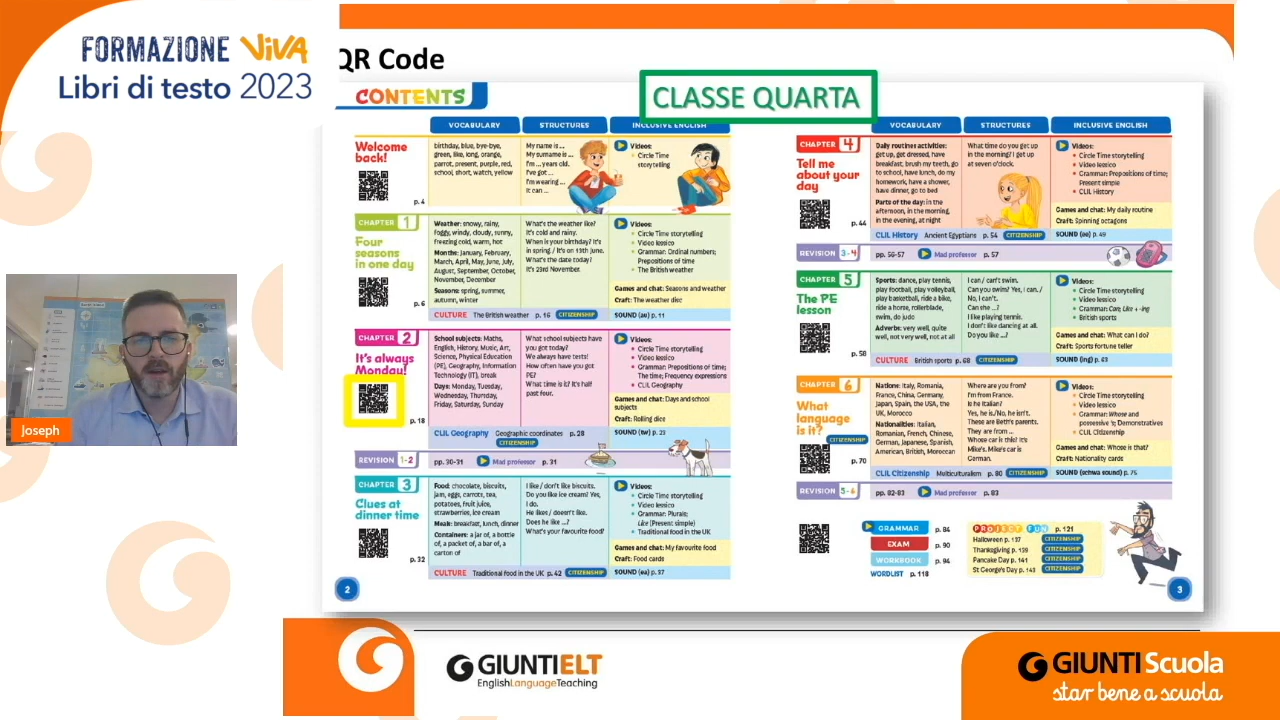 FORMAZIONE VIVA
Libri di testo 2023
QR Code
CONTENTS
CLASSE QUARTA
VOCABULARY
STRUCTURES
INCLUSIVE ENGLISH
Welcome back!
p. 4
birthday, blue, bye-bye,
green, like, long, orange,
parrot, present, purple, red,
school, short, watch, yellow
My name is ...
My surname is ...
I'm ... years old.
I've got ...
I'm wearing ...
It can ...
Videos:
• Circle Time storytelling
CHAPTER 1
Four seasons in one day
p. 6
Weather: snowy, rainy,
foggy, windy, cloudy, sunny,
freezing cold, warm, hot
Months: January, February,
March, April, May, June, July,
August, September, October,
November, December
Seasons: spring, summer,
autumn, winter
What's the weather like?
It's cold and rainy.
When is your birthday? It's
in spring / It's on 15th June.
What's the date today?
It's 23rd November.
Videos:
• Circle Time storytelling
• Video lessico
• Grammar: Ordinal numbers;
Prepositions of time
• The British weather
Games and chat: Seasons and weather
Craft: The weather dice
CULTURE The British weather p. 16 CITIZENSHIP
SOUND (au) p. 11
CHAPTER 2
It's always Monday!
p. 18
School subjects: Maths,
English, History, Music, Art,
Science, Physical Education
(PE), Geography, Information
Technology (IT), break
Days: Monday, Tuesday,
Wednesday, Thursday,
Friday, Saturday, Sunday
What school subjects have
you got today?
We always have tests!
How often have you got
PE?
What time is it? It's half
past four.
Videos:
• Circle Time storytelling
• Video lessico
• Grammar: Prepositions of time;
The time; Frequency expressions
• CLIL Geography
Games and chat: Days and school
subjects
Craft: Rolling dice
CLIL Geography Geographic coordinates p. 28
CITIZENSHIP
SOUND (tw) p. 23
REVISION 1-2 pp. 30-31 Mad professor p. 31
CHAPTER 3
Clues at dinner time
p. 32
Food: chocolate, biscuits,
jam, eggs, carrots, tea,
potatoes, fruit juice,
strawberries, ice cream
Meals: breakfast, lunch, dinner
Containers: a jar of, a bottle
of, a packet of, a bar of, a
carton of
I like / don't like biscuits.
Do you like ice cream? Yes,
I do.
He likes / doesn't like.
Does he like ...?
What's your favourite food?
Videos:
• Circle Time storytelling
• Video lessico
• Grammar: Plurals;
Like (Present simple)
• Traditional food in the UK
Games and chat: My favourite food
Craft: Food cards
CULTURE Traditional food in the UK p. 42 CITIZENSHIP
SOUND (ea) p. 37
2
VOCABULARY
STRUCTURES
INCLUSIVE ENGLISH
CHAPTER 4
Tell me about your day
p. 44
Daily routines activities:
get up, get dressed, have
breakfast, brush my teeth, go
to school, have lunch, do my
homework, have a shower,
have dinner, go to bed
Parts of the day: in the
afternoon, in the morning,
in the evening, at night
What time do you get up
in the morning? I get up
at seven o'clock.
Videos:
• Circle Time storytelling
• Video lessico
• Grammar: Prepositions of time;
Present simple
• CLIL History
Games and chat: My daily routine
Craft: Spinning octagons
CLIL History Ancient Egyptians p. 54 CITIZENSHIP
SOUND (ee) p. 49
REVISION 3-4 pp. 56-57 Mad professor p. 57
CHAPTER 5
The PE lesson
p. 58
Sports: dance, play tennis,
play football, play volleyball,
play basketball, ride a bike,
ride a horse, rollerblade,
swim, do judo
Adverbs: very well, quite
well, not very well, not at all
I can / can't swim.
Can you swim? Yes, I can. /
No, I can't.
Can she ...?
I like playing tennis.
I don't like dancing at all.
Do you like ...?
Videos:
• Circle Time storytelling
• Video lessico
• Grammar: Can; Like + -ing
• British sports
Games and chat: What can I do?
Craft: Sports fortune teller
CULTURE British sports p. 68 CITIZENSHIP
SOUND (ing) p. 63
CHAPTER 6
What language is it?
CITIZENSHIP
p. 70
Nations: Italy, Romania,
France, China, Germany,
Japan, Spain, the USA, the
UK, Morocco
Nationalities: Italian,
Romanian, French, Chinese,
German, Japanese, Spanish,
American, British, Moroccan
Where are you from?
I'm from France.
Is he Italian?
Yes, he is/No, he isn't.
These are Beth's parents.
They are from ...
Whose car is this? It's
Mike's. Mike's car is
German.
Videos:
• Circle Time storytelling
• Video lessico
• Grammar: Whose and
possessive 's; Demonstratives
• CLIL Citizenship
Games and chat: Whose is that?
Craft: Nationality cards
CLIL Citizenship Multiculturalism p. 80 CITIZENSHIP
SOUND (schwa sound) p. 75
REVISION 5-6 pp. 82-83 Mad professor p. 83
GRAMMAR p. 84
EXAM p. 90
WORKBOOK p. 94
WORDLIST p. 118
PROJECT FUN p. 121
Halloween p. 137 CITIZENSHIP
Thanksgiving p. 139 CITIZENSHIP
Pancake Day p. 141 CITIZENSHIP
St George's Day p. 143 CITIZENSHIP
3
Joseph
GIUNTI ELT
EnglishLanguageTeaching
GIUNTI Scuola
star bene a scuola